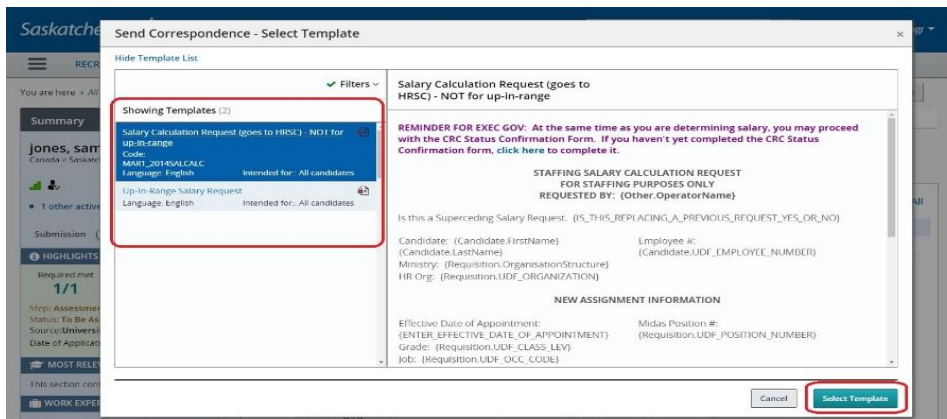 Saskatche
Send Correspondence - Select Template
×
RECR
Hide Template List
You are here > All
Filters
Showing Templates (2)
Salary Calculation Request (goes to HRSC) - NOT for
up-in-range
Code:
MAR1_2014SALCALC
Language: English Intended for:: All candidates
Up-In-Range Salary Request
Language: English Intended for:: All candidates
Salary Calculation Request (goes to
HRSC) - NOT for up-in-range
REMINDER FOR EXEC GOV: At the same time as you are determining salary, you may proceed
with the CRC Status Confirmation Form. If you haven't yet completed the CRC Status
Confirmation form, click here to complete it.
STAFFING SALARY CALCULATION REQUEST
FOR STAFFING PURPOSES ONLY
REQUESTED BY: {Other.OperatorName}
Is this a Superceding Salary Request. {IS_THIS_REPLACING_A_PREVIOUS_REQUEST_YES_OR_NO}
Candidate: {Candidate.FirstName}
{Candidate.LastName}
Ministry: {Requisition.OrganisationStructure}
HR Org: {Requisition.UDF_ORGANIZATION}
Employee #:
{Candidate.UDF_EMPLOYEE_NUMBER}
NEW ASSIGNMENT INFORMATION
Effective Date of Appointment:
{ENTER_EFFECTIVE_DATE_OF_APPOINTMENT}
Grade: {Requisition.UDF_CLASS_LEV}
Job: {Requisition.UDF_OCC_CODE}
Midas Position #:
{Requisition.UDF_POSITION_NUMBER}
Cancel
Select Template
Summary
jones, sam
Canada > Saskatc
1 other active
Submission
HIGHLIGHTS
Required met
1/1
Step: Assessmen
Status: To Be As
Source:Universi
Date of Applicati
MOST RELEV
This section con
WORK EXPER
All